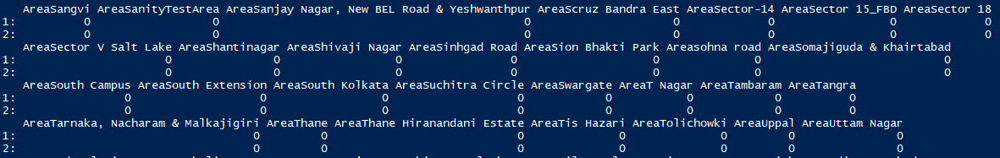 AreaSangvi AreaSanityTestArea AreaSanjay Nagar, New BEL Road & Yeshwanthpur AreaScruz Bandra East AreaSector-14 AreaSector 15_FBD AreaSector 18
1: 0 0 0 0 0 0 0
2: 0 0 0 0 0 0 0
AreaSector V Salt Lake AreaShantinagar AreaShivaji Nagar AreaSinhgad Road AreaSion Bhakti Park Areasohna road AreaSomajiguda & Khairtabad
1: 0 0 0 0 0 0 0
2: 0 0 0 0 0 0 0
AreaSouth Campus AreaSouth Extension AreaSouth Kolkata AreaSuchitra Circle AreaSwargate AreaT Nagar AreaTambaram AreaTangra
1: 0 0 0 0 0 0 0 0
2: 0 0 0 0 0 0 0 0
AreaTarnaka, Nacharam & Malkajigiri AreaThane AreaThane Hiranandani Estate AreaTis Hazari AreaTolichowki AreaUppal AreaUttam Nagar
1: 0 0 0 0 0 0 0
2: 0 0 0 0 0 0 0